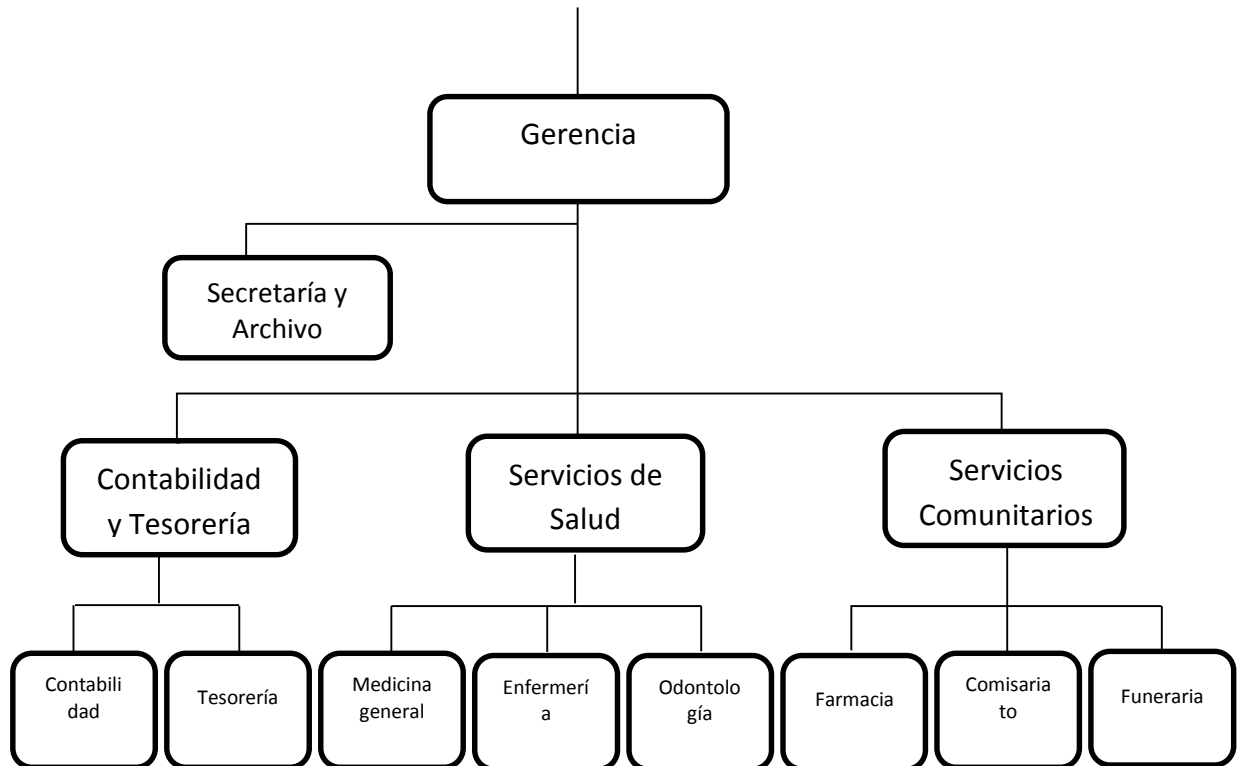 Gerencia
Secretaría y
Archivo
Contabilidad
y Tesorería
Servicios de
Salud
Servicios
Comunitarios
Contabili
dad
Tesorería
Medicina
general
Enfermerí
a
Odontolo
gía
Farmacia
Comisaria
to
Funeraria